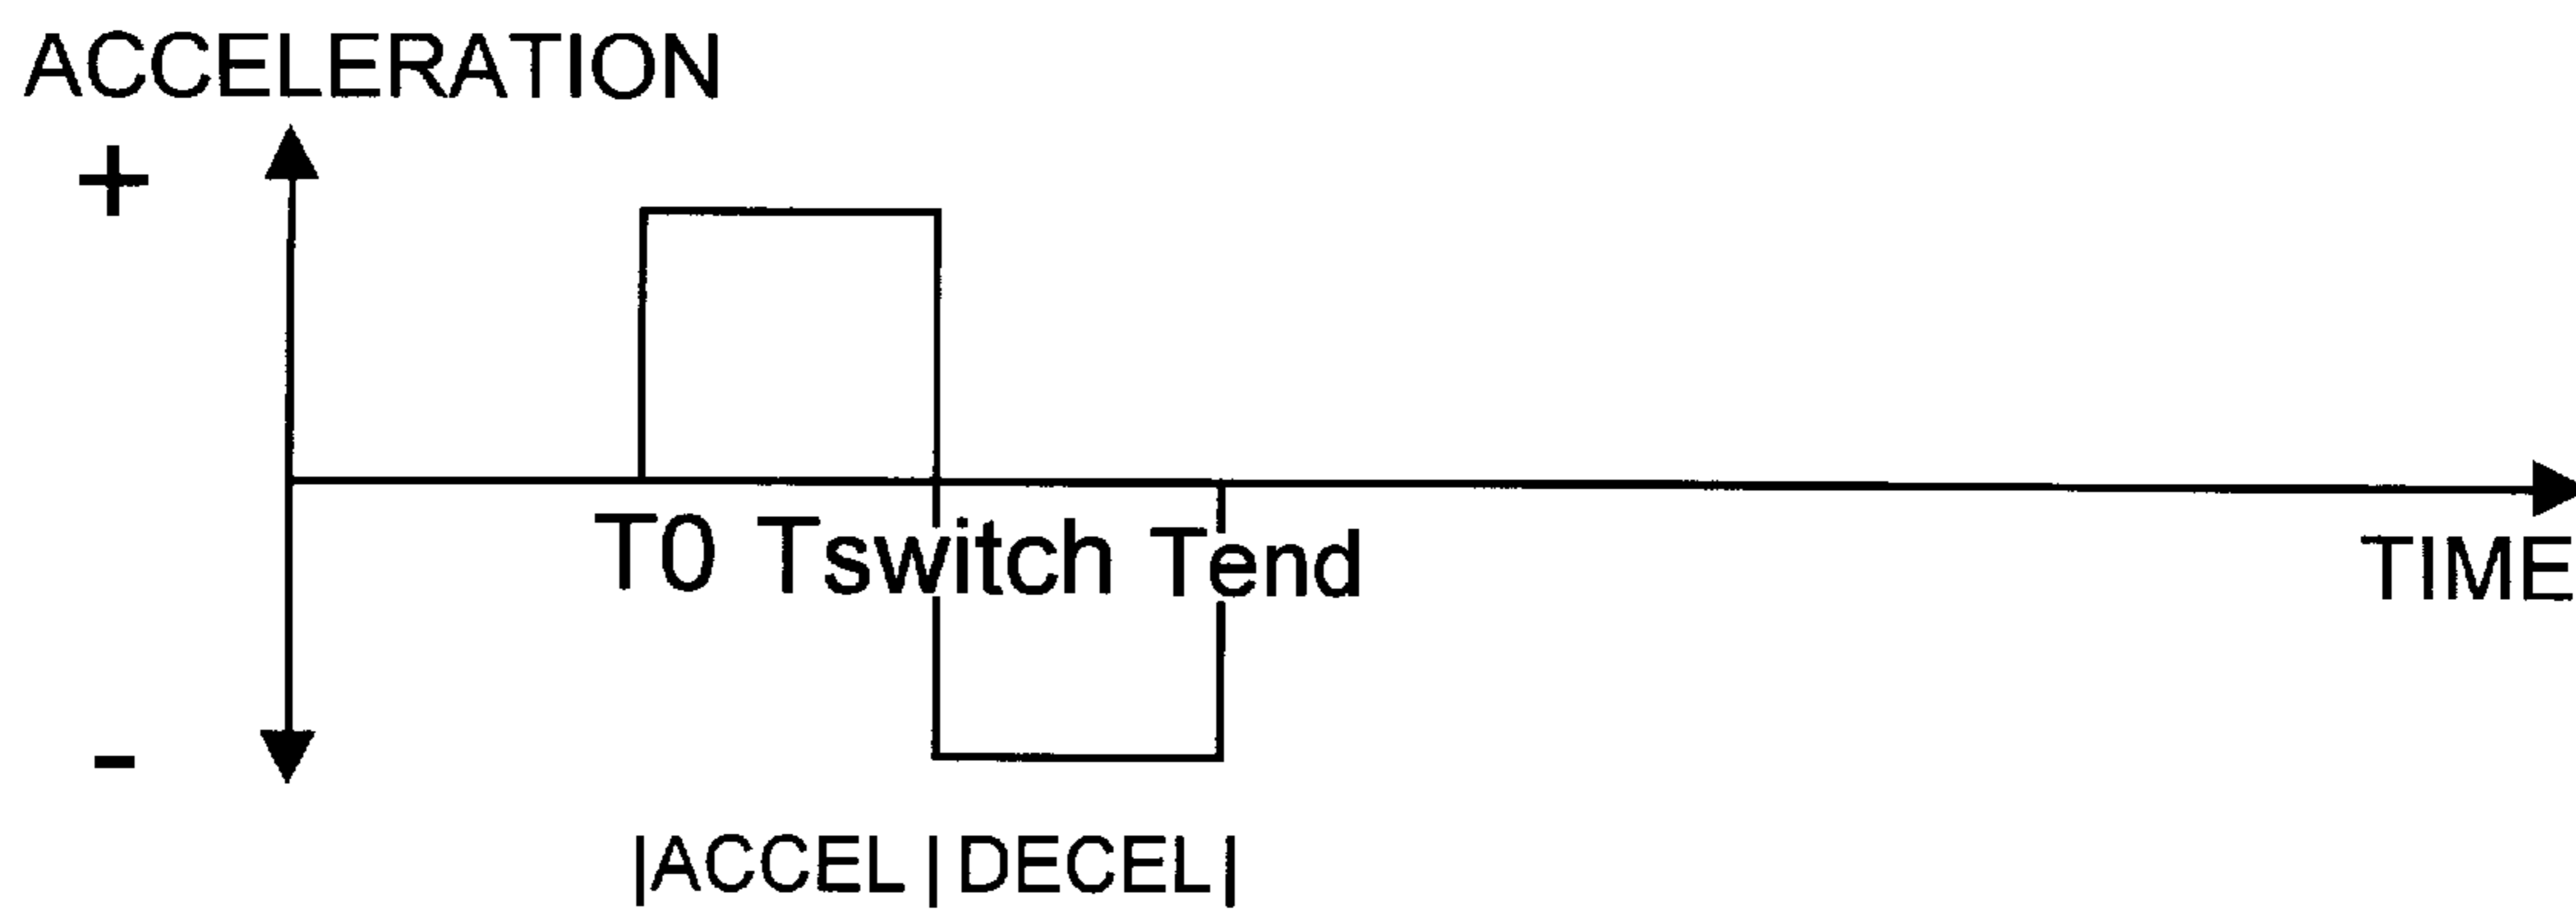 ACCELERATION
+
T0 Tswitch Tend
TIME
-
|ACCEL | DECEL|